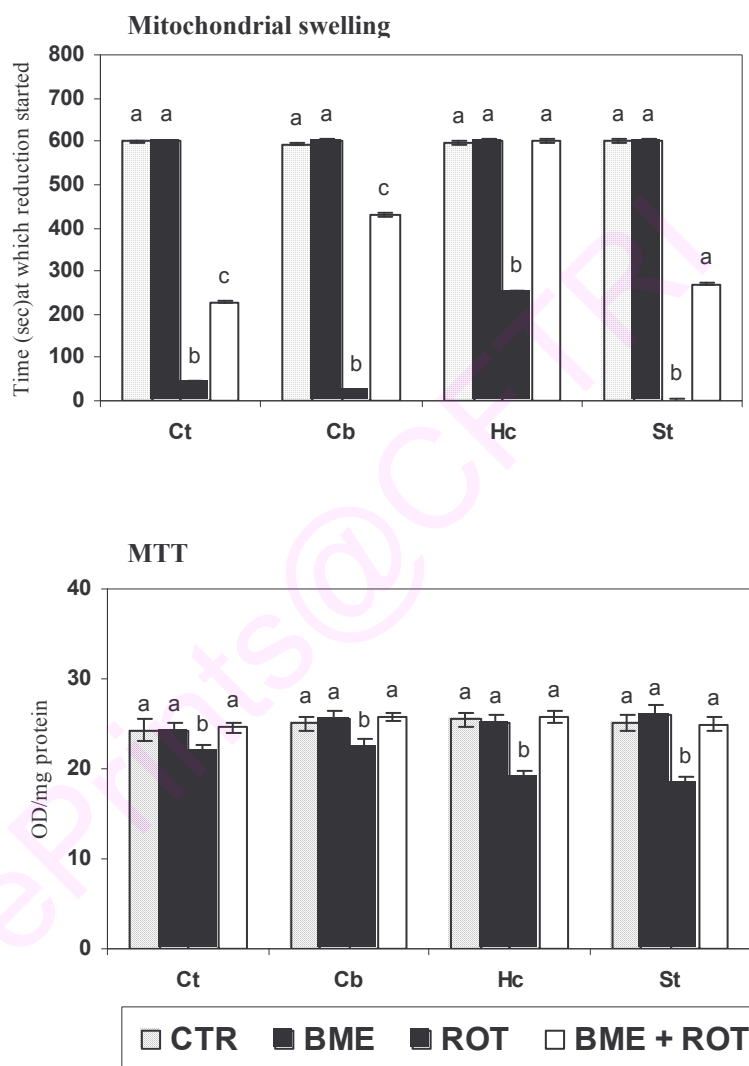 Mitochondrial swelling
Time (sec)at which reduction started
800
700
600
500
400
300
200
100
0
a a b c
a a b c
a a b a
a a b a
Ct Cb Hc St
MTT
OD/mg protein
40
30
20
10
0
a a b a
a a b a
a a b a
a a b a
Ct Cb Hc St
CTR BME ROT BME + ROT
ePrints@CFTRI